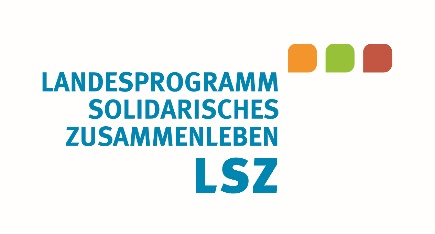 LANDESPROGRAMM
SOLIDARISCHES
ZUSAMMENLEBEN
LSZ